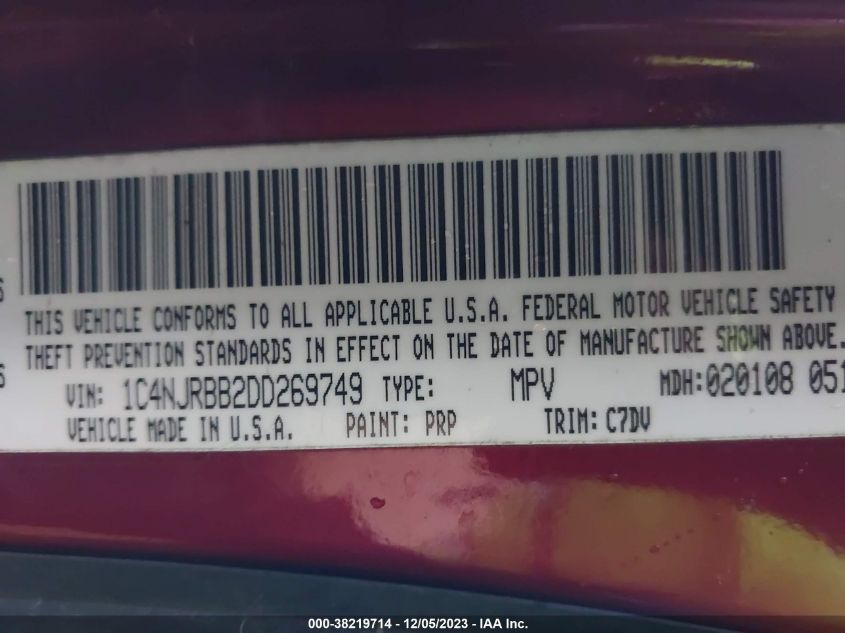 THIS VEHICLE CONFORMS TO ALL APPLICABLE U.S.A. FEDERAL MOTOR VEHICLE SAFETY
THEFT PREVENTION STANDARDS IN EFFECT ON THE DATE OF MANUFACTURE SHOWN ABOVE.
VIN: 1C4NJRBB2DD269749 TYPE: MPV MDH:020108 051
VEHICLE MADE IN U.S.A. PAINT: PRP TRIM: C7DV
000-38219714 - 12/05/2023 - IAA Inc.